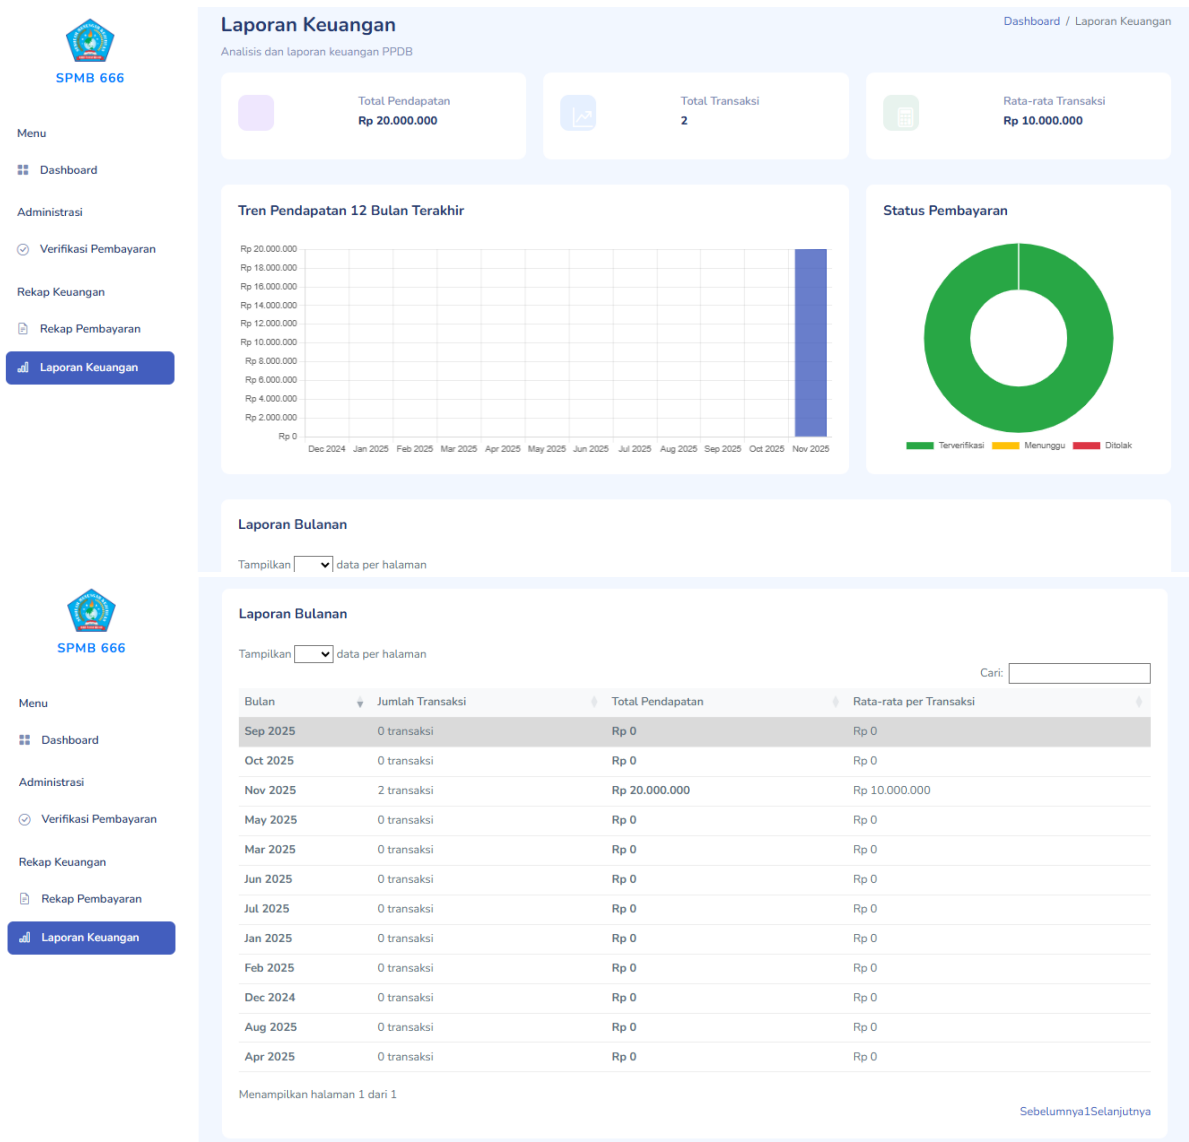 SPMB 666
Menu
Dashboard
Administrasi
Verifikasi Pembayaran
Rekap Keuangan
Rekap Pembayaran
Laporan Keuangan
Laporan Keuangan
Dashboard / Laporan Keuangan
Analisis dan laporan keuangan PPDB
Total Pendapatan
Rp 20.000.000
Total Transaksi
2
Rata-rata Transaksi
Rp 10.000.000
Tren Pendapatan 12 Bulan Terakhir
Rp 20.000.000
Rp 18.000.000
Rp 16.000.000
Rp 14.000.000
Rp 12.000.000
Rp 10.000.000
Rp 8.000.000
Rp 6.000.000
Rp 4.000.000
Rp 2.000.000
Rp 0
Dec 2024 Jan 2025 Feb 2025 Mar 2025 Apr 2025 May 2025 Jun 2025 Jul 2025 Aug 2025 Sep 2025 Oct 2025 Nov 2025
Status Pembayaran
Terverifikasi Menunggu Ditolak
Laporan Bulanan
Tampilkan data per halaman
SPMB 666
Menu
Dashboard
Administrasi
Verifikasi Pembayaran
Rekap Keuangan
Rekap Pembayaran
Laporan Keuangan
Laporan Bulanan
Tampilkan data per halaman
Cari:
Bulan Jumlah Transaksi Total Pendapatan Rata-rata per Transaksi
Sep 2025 0 transaksi Rp 0 Rp 0
Oct 2025 0 transaksi Rp 0 Rp 0
Nov 2025 2 transaksi Rp 20.000.000 Rp 10.000.000
May 2025 0 transaksi Rp 0 Rp 0
Mar 2025 0 transaksi Rp 0 Rp 0
Jun 2025 0 transaksi Rp 0 Rp 0
Jul 2025 0 transaksi Rp 0 Rp 0
Jan 2025 0 transaksi Rp 0 Rp 0
Feb 2025 0 transaksi Rp 0 Rp 0
Dec 2024 0 transaksi Rp 0 Rp 0
Aug 2025 0 transaksi Rp 0 Rp 0
Apr 2025 0 transaksi Rp 0 Rp 0
Menampilkan halaman 1 dari 1
Sebelumnya1Selanjutnya